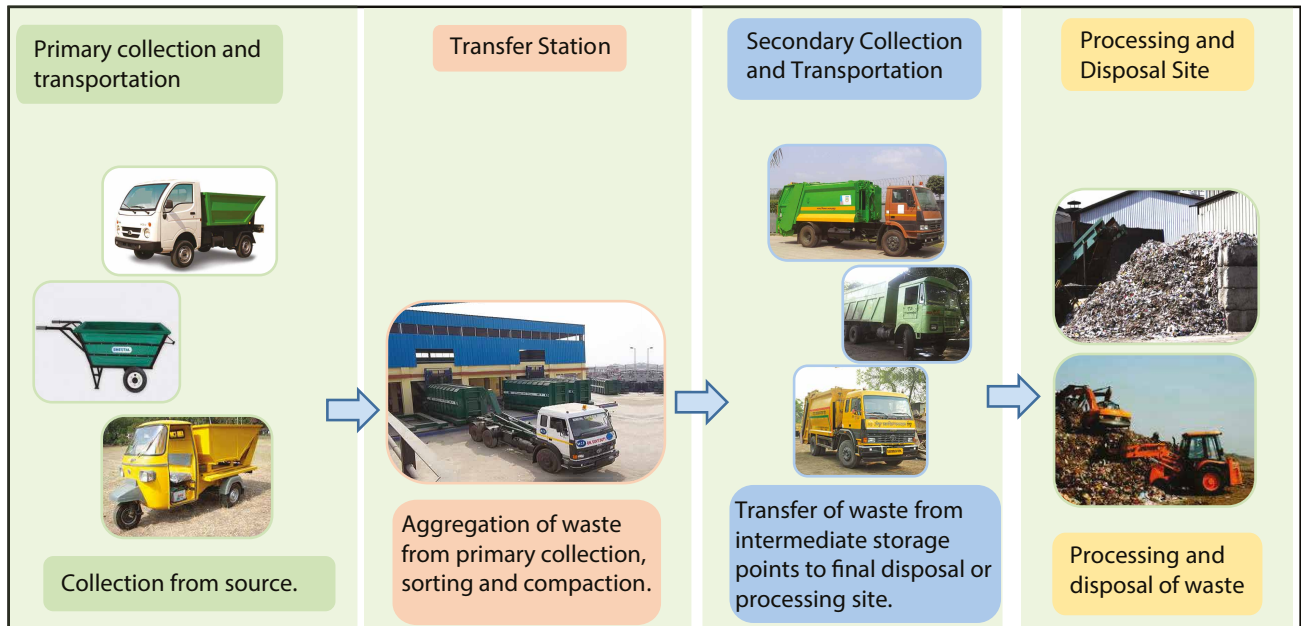 Primary collection and
transportation
Transfer Station
Secondary Collection
and Transportation
Processing and
Disposal Site
Aggregation of waste
from primary collection,
sorting and compaction.
Transfer of waste from
intermediate storage
points to final disposal or
processing site.
Collection from source.
Processing and
disposal of waste